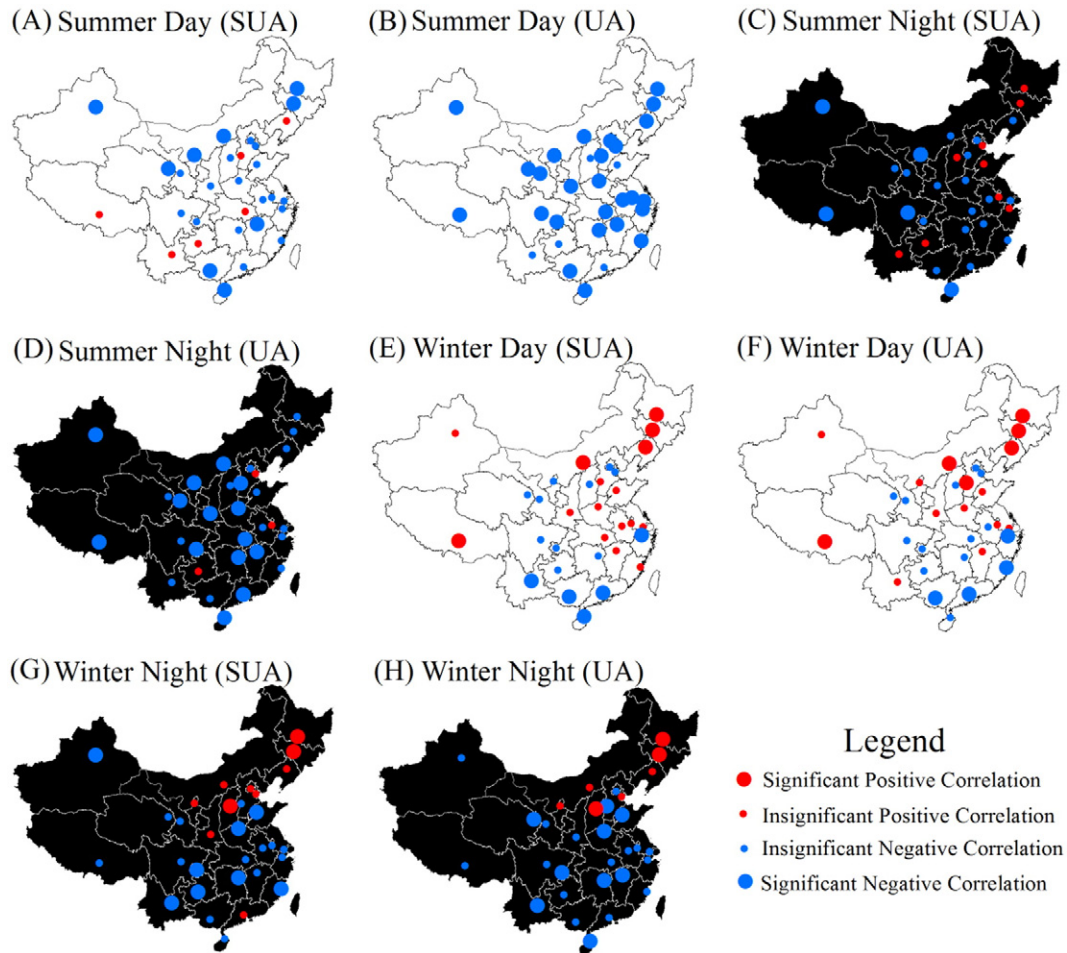 (A) Summer Day (SUA)
(B) Summer Day (UA)
(C) Summer Night (SUA)
(D) Summer Night (UA)
(E) Winter Day (SUA)
(F) Winter Day (UA)
(G) Winter Night (SUA)
(H) Winter Night (UA)
Legend
Significant Positive Correlation
Insignificant Positive Correlation
Insignificant Negative Correlation
Significant Negative Correlation